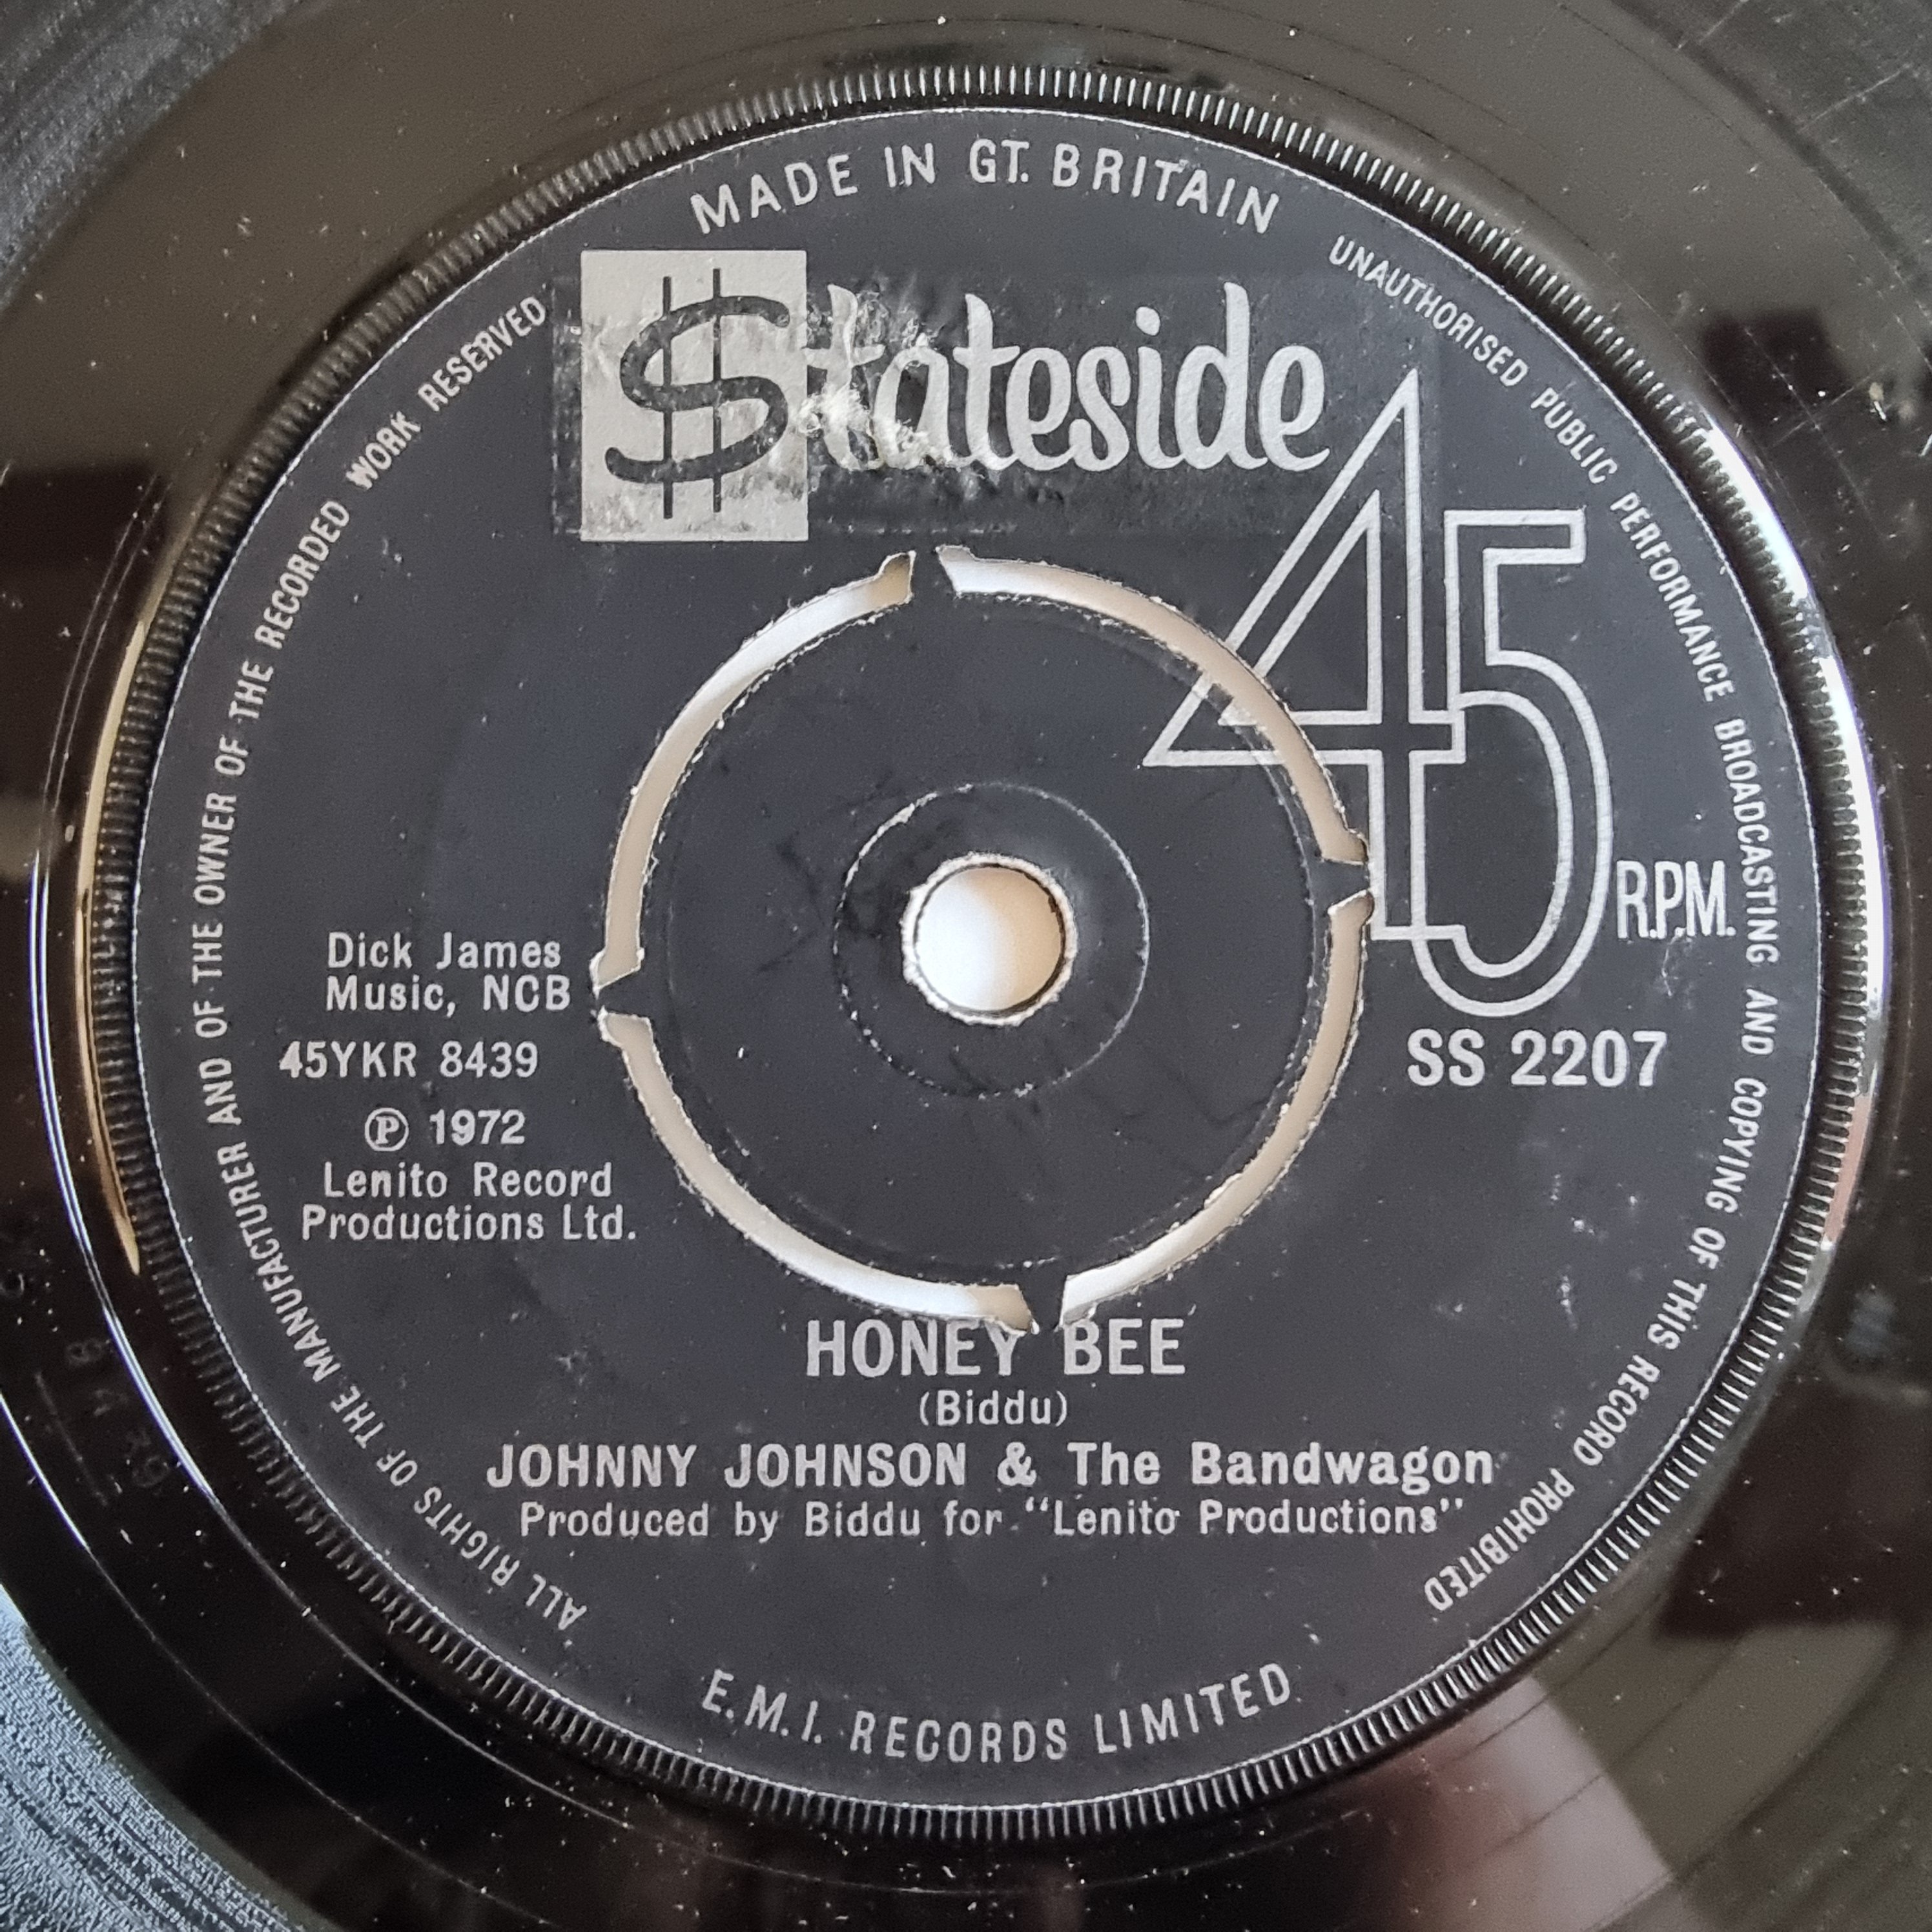 MADE IN GT. BRITAIN
UNAUTHORISED PUBLIC PERFORMANCE BROADCASTING AND COPYING OF THIS RECORD PROHIBITED
ALL RIGHTS OF THE MANUFACTURER AND OF THE OWNER OF THE RECORDED WORK RESERVED
Stateside
45 R.P.M.
Dick James
Music, NCB
45YKR 8439
℗ 1972
Lenito Record
Productions Ltd.
SS 2207
HONEY BEE
(Biddu)
JOHNNY JOHNSON & The Bandwagon
Produced by Biddu for "Lenito Productions"
E.M.I. RECORDS LIMITED